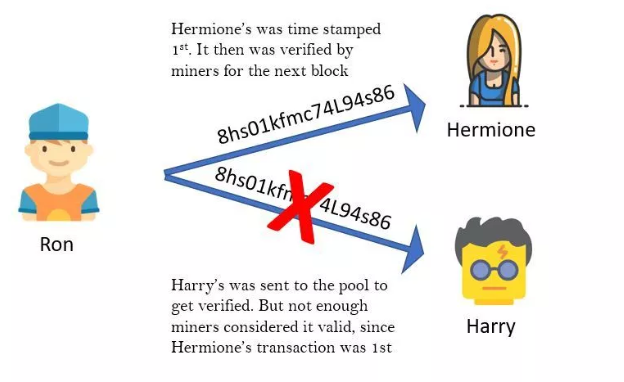 Hermione's was time stamped
1st. It then was verified by
miners for the next block
8hs01kfmc74L94s86
Hermione
Ron
8hs01kfm 4L94s86
Harry's was sent to the pool to
get verified. But not enough
miners considered it valid, since
Hermione's transaction was 1st
Harry